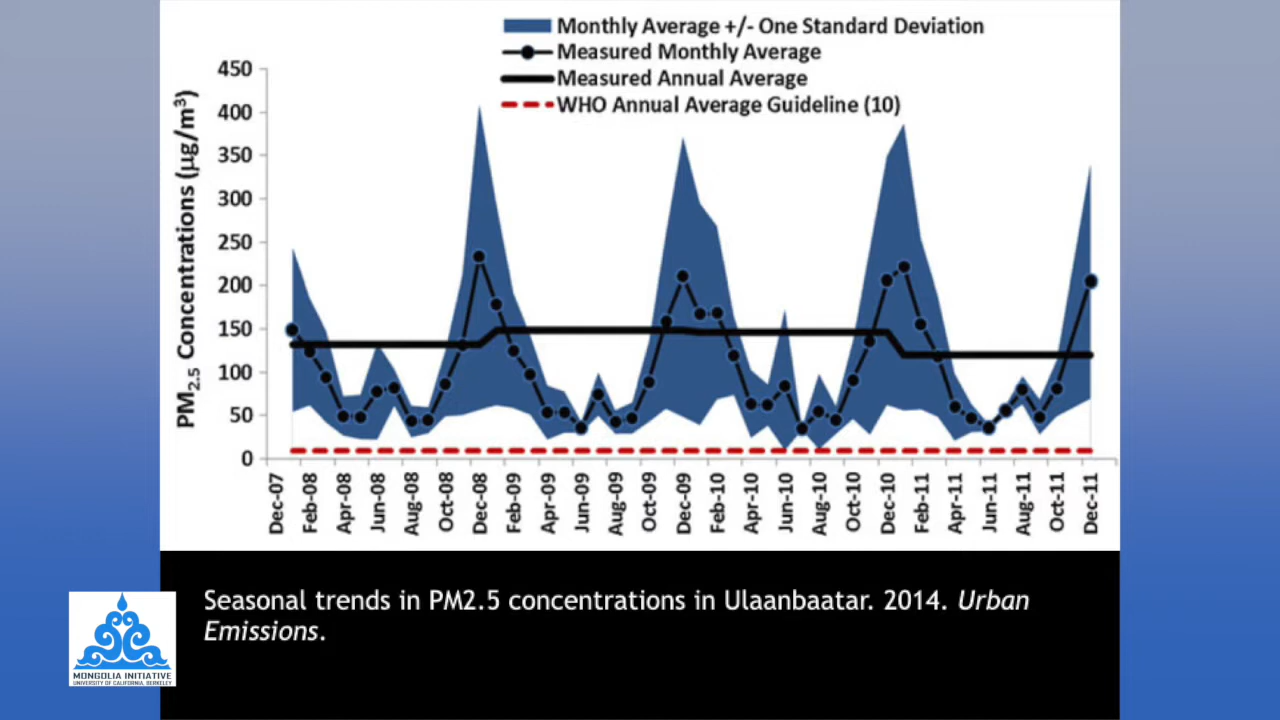 Monthly Average +/- One Standard Deviation
Measured Monthly Average
Measured Annual Average
WHO Annual Average Guideline (10)
PM2.5 Concentrations (µg/m³)
450
400
350
300
250
200
150
100
50
0
Dec-07
Feb-08
Apr-08
Jun-08
Aug-08
Oct-08
Dec-08
Feb-09
Apr-09
Jun-09
Aug-09
Oct-09
Dec-09
Feb-10
Apr-10
Jun-10
Aug-10
Oct-10
Dec-10
Feb-11
Apr-11
Jun-11
Aug-11
Oct-11
Dec-11
Seasonal trends in PM2.5 concentrations in Ulaanbaatar. 2014. Urban
Emissions.
MONGOLIA INITIATIVE
UNIVERSITY OF CALIFORNIA, BERKELEY